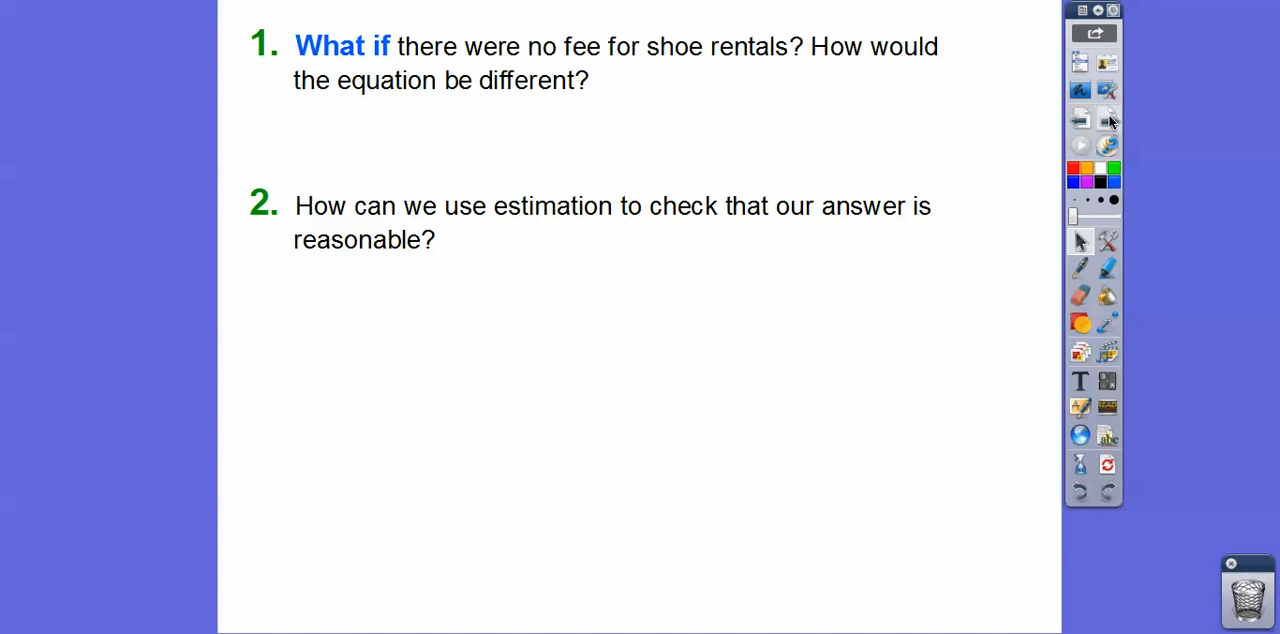 1. What if there were no fee for shoe rentals? How would
the equation be different?
2. How can we use estimation to check that our answer is
reasonable?